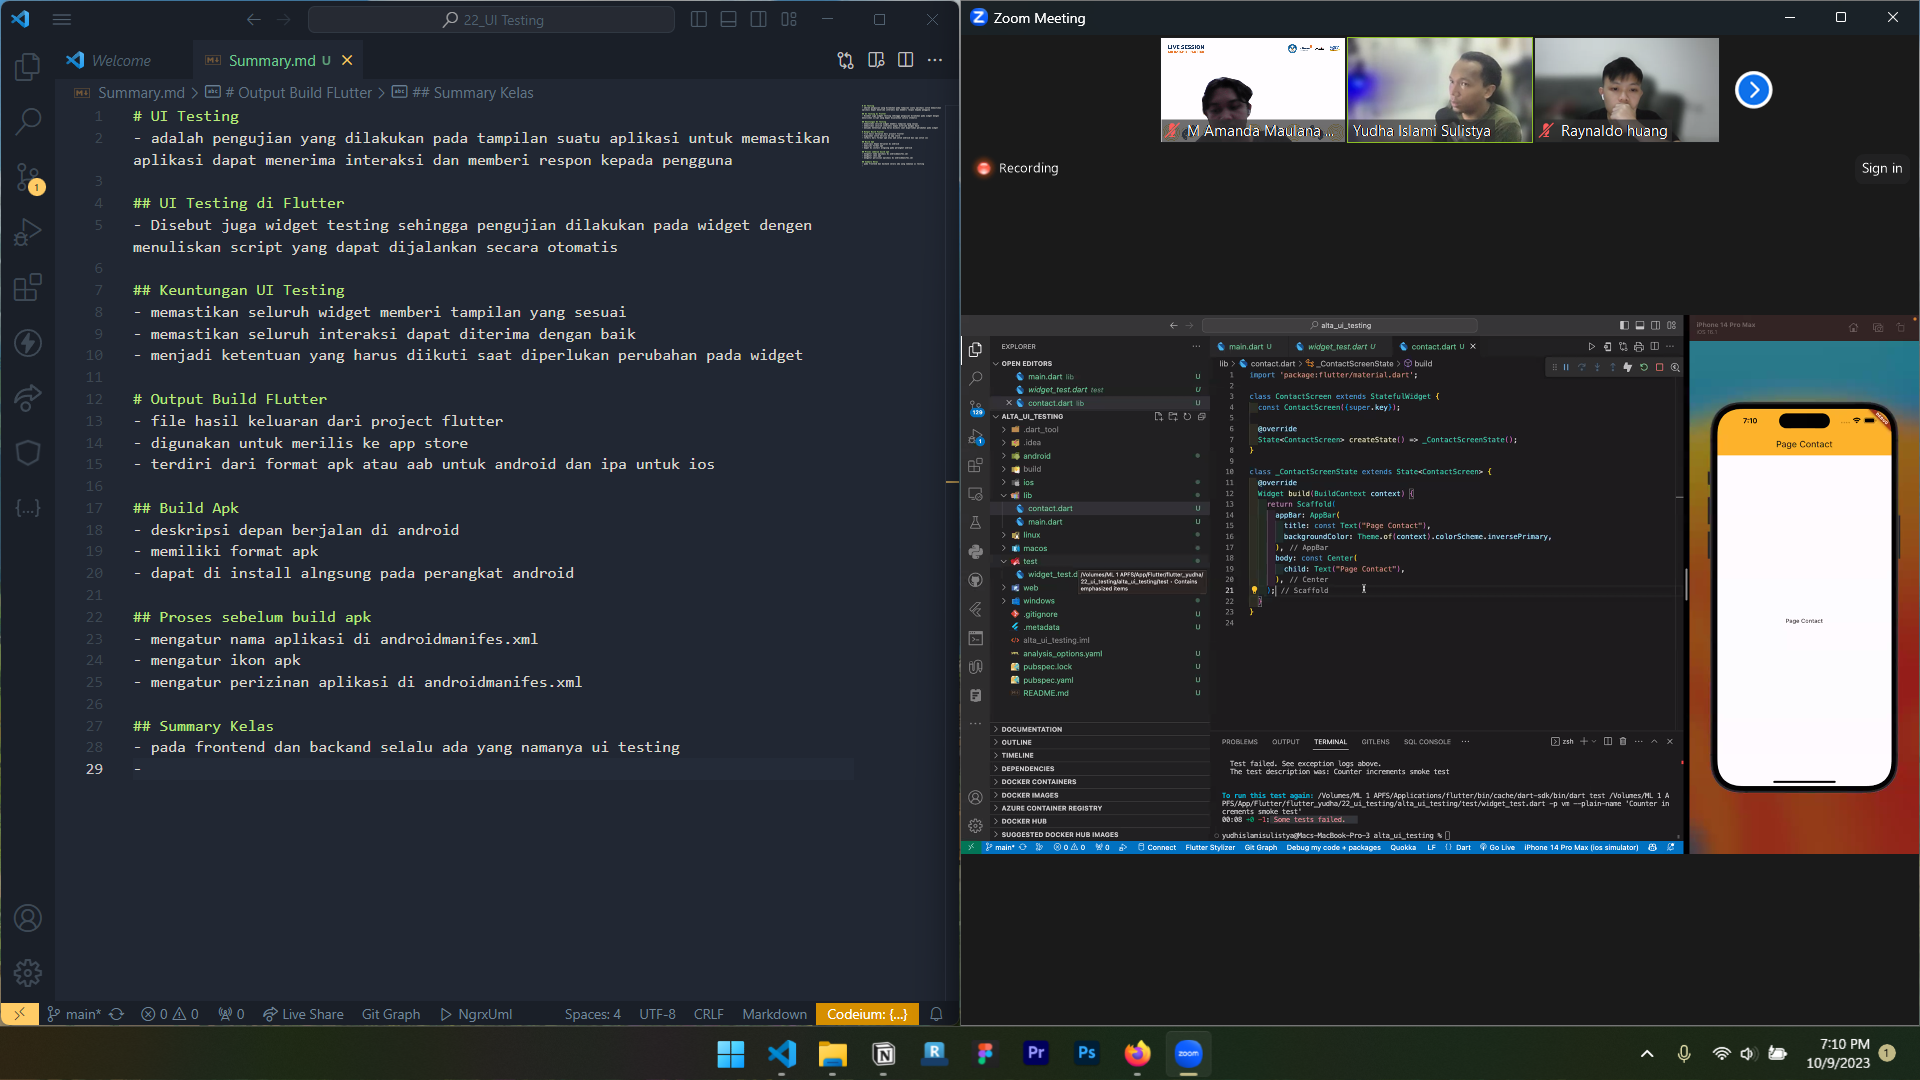 22_UI Testing
Welcome
Summary.md U
Summary.md > # Output Build FLutter > ## Summary Kelas
1 # UI Testing
2 - adalah pengujian yang dilakukan pada tampilan suatu aplikasi untuk memastikan
aplikasi dapat menerima interaksi dan memberi respon kepada pengguna
3
4 ## UI Testing di Flutter
5 - Disebut juga widget testing sehingga pengujian dilakukan pada widget dengen
menuliskan script yang dapat dijalankan secara otomatis
6
7 ## Keuntungan UI Testing
8 - memastikan seluruh widget memberi tampilan yang sesuai
9 - memastikan seluruh interaksi dapat diterima dengan baik
10 - menjadi ketentuan yang harus diikuti saat diperlukan perubahan pada widget
11
12 # Output Build FLutter
13 - file hasil keluaran dari project flutter
14 - digunakan untuk merilis ke app store
15 - terdiri dari format apk atau aab untuk android dan ipa untuk ios
16
17 ## Build Apk
18 - deskripsi depan berjalan di android
19 - memiliki format apk
20 - dapat di install alngsung pada perangkat android
21
22 ## Proses sebelum build apk
23 - mengatur nama aplikasi di androidmanifes.xml
24 - mengatur ikon apk
25 - mengatur perizinan aplikasi di androidmanifes.xml
26
27 ## Summary Kelas
28 - pada frontend dan backand selalu ada yang namanya ui testing
29 -
main* 0 0 0 Live Share Git Graph NgrxUml Spaces: 4 UTF-8 CRLF Markdown Codeium: {...}
Zoom Meeting
LIVE SESSION
M Amanda Maulana ...
Yudha Islami Sulistya
Raynaldo huang
Recording
Sign in
alta_ui_testing
EXPLORER
OPEN EDITORS
main.dart lib U
widget_test.dart test U
contact.dart lib U
ALTA_UI_TESTING
.dart_tool
.idea
android
build
ios
lib
contact.dart U
main.dart U
linux
macos
test
widget_test.d
/Volumes/ML 1 APFS/App/Flutter/flutter_yudha/
22_ui_testing/alta_ui_testing/test • Contains
emphasized items
web
windows
.gitignore U
.metadata U
alta_ui_testing.iml
analysis_options.yaml U
pubspec.lock U
pubspec.yaml U
README.md U
DOCUMENTATION
OUTLINE
TIMELINE
DEPENDENCIES
DOCKER CONTAINERS
DOCKER IMAGES
AZURE CONTAINER REGISTRY
DOCKER HUB
SUGGESTED DOCKER HUB IMAGES
main.dart U
widget_test.dart U
contact.dart U
lib > contact.dart > _ContactScreenState > build
1 import 'package:flutter/material.dart';
2
3 class ContactScreen extends StatefulWidget {
4 const ContactScreen({super.key});
5
6 @override
7 State<ContactScreen> createState() => _ContactScreenState();
8 }
9
10 class _ContactScreenState extends State<ContactScreen> {
11 @override
12 Widget build(BuildContext context) {
13 return Scaffold(
14 appBar: AppBar(
15 title: const Text("Page Contact"),
16 backgroundColor: Theme.of(context).colorScheme.inversePrimary,
17 ), // AppBar
18 body: const Center(
19 child: Text("Page Contact"),
20 ), // Center
21 ); // Scaffold
22 }
23 }
24
PROBLEMS OUTPUT TERMINAL GITLENS SQL CONSOLE ... zsh
Test failed. See exception logs above.
The test description was: Counter increments smoke test
To run this test again: /Volumes/ML 1 APFS/Applications/flutter/bin/cache/dart-sdk/bin/dart test /Volumes/ML 1 A
PFS/App/Flutter/flutter_yudha/22_ui_testing/alta_ui_testing/test/widget_test.dart -p vm --plain-name 'Counter in
crements smoke test'
00:08 +0 -1: Some tests failed.
yudhislamisulistya@Macs-MacBook-Pro-3 alta_ui_testing %
main* 0 0 0 Connect Flutter Stylizer Git Graph Debug my code + packages Quokka LF Dart Go Live iPhone 14 Pro Max (ios simulator)
iPhone 14 Pro Max
7:10
Page Contact
Page Contact
7:10 PM
10/9/2023
1